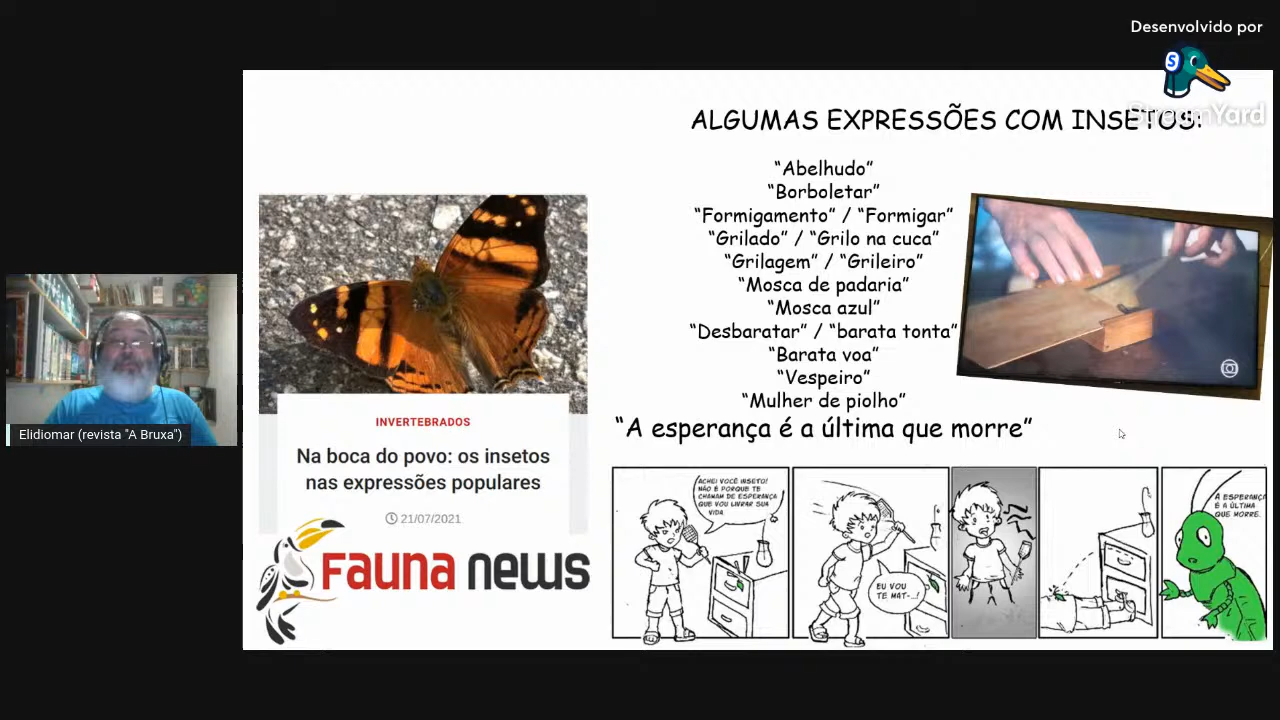 Desenvolvido por
StreamYard
ALGUMAS EXPRESSÕES COM INSETOS:
“Abelhudo”
“Borboletar”
“Formigamento” / “Formigar”
“Grilado” / “Grilo na cuca”
“Grilagem” / “Grileiro”
“Mosca de padaria”
“Mosca azul”
“Desbaratar” / “barata tonta”
“Barata voa”
“Vespeiro”
“Mulher de piolho”
“A esperança é a última que morre”
INVERTEBRADOS
Na boca do povo: os insetos
nas expressões populares
21/07/2021
Fauna news
Elidiomar (revista "A Bruxa")
ACHEI VOCÊ INSETO!
NÃO É PORQUE TE
CHAMAM DE ESPERANÇA
QUE VOU LIVRAR SUA
VIDA
EU VOU
TE MAT-..!
A ESPERANÇA
É A ÚLTIMA
QUE MORRE.